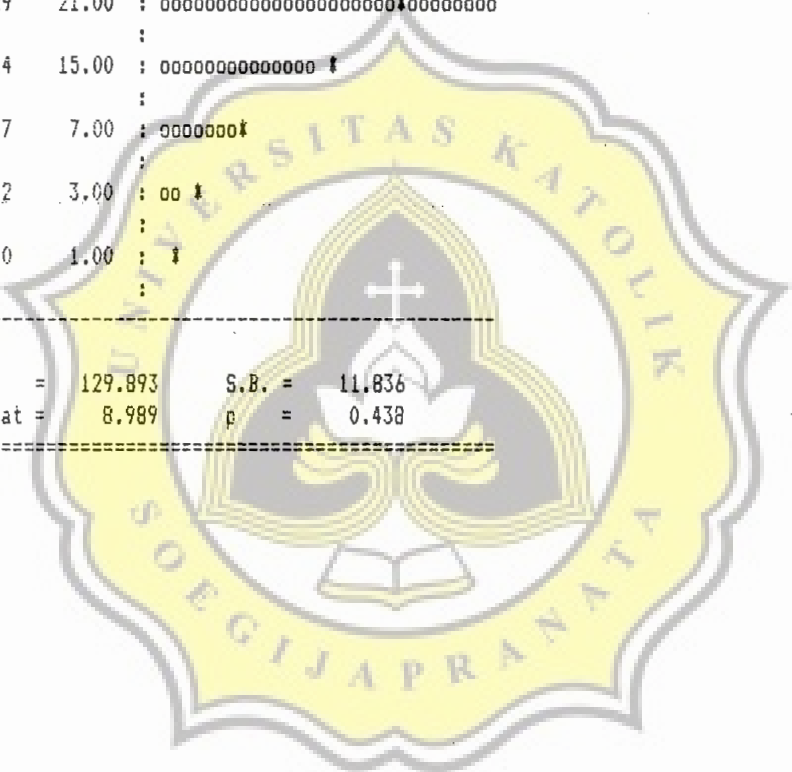 9 21.00 : oooooooooooooooooooo*ooooooooo
:
4 15.00 : oooooooooooooo *
:
7 7.00 : ooooooo*
:
2 3.00 : oo *
:
0 1.00 : *
:
--------------------------------------------------
= 129.893 S.B. = 11.836
at = 8.989 p = 0.438
==================================================
UNIVERSITAS KATOLIK
SOEGIJAPRANATA